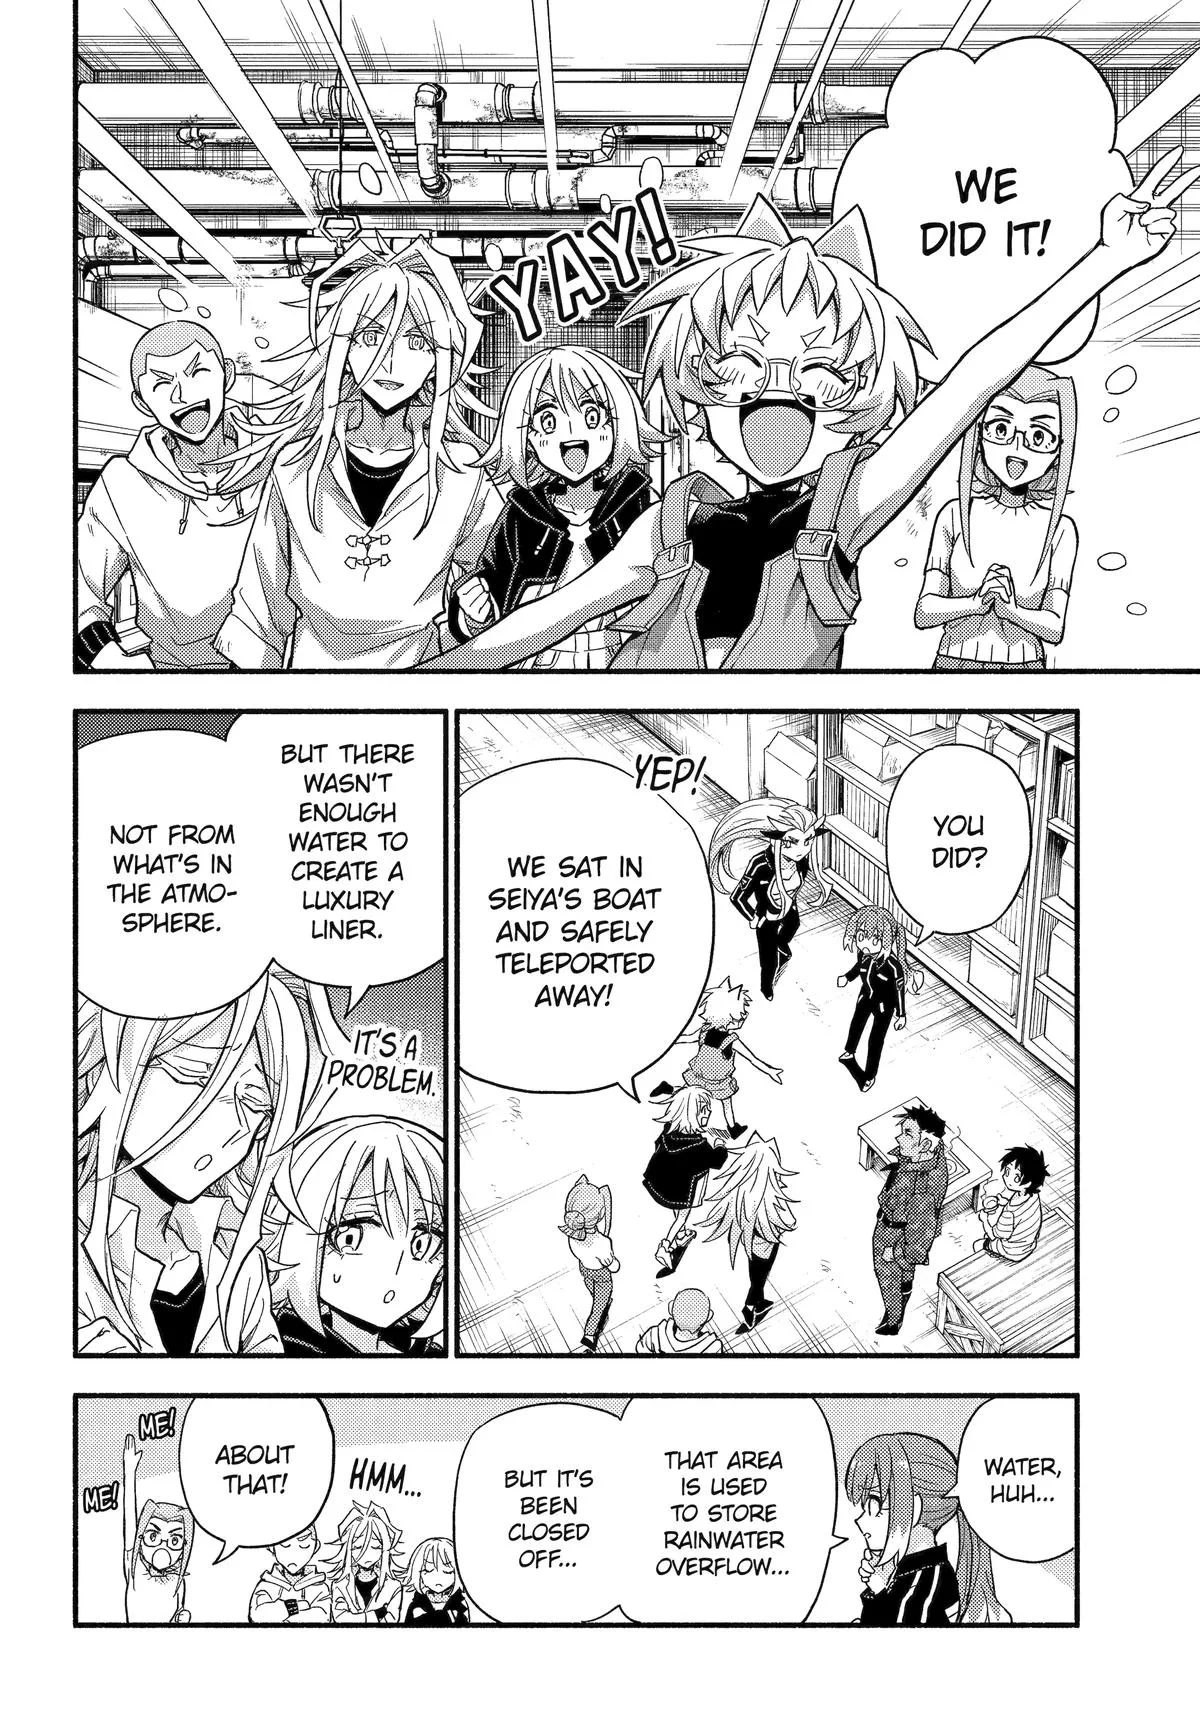 WE
DID IT!
YAY!
YOU
DID?
YEP!
WE SAT IN
SEIYA'S BOAT
AND SAFELY
TELEPORTED
AWAY!
BUT THERE
WASN'T
ENOUGH
WATER TO
CREATE A
LUXURY
LINER.
NOT FROM
WHAT'S IN
THE ATMO-
SPHERE.
IT'S A
PROBLEM.
WATER,
HUH...
THAT AREA
IS USED
TO STORE
RAINWATER
OVERFLOW...
BUT IT'S
BEEN
CLOSED
OFF...
HMM...
ABOUT
THAT!
ME!
ME!